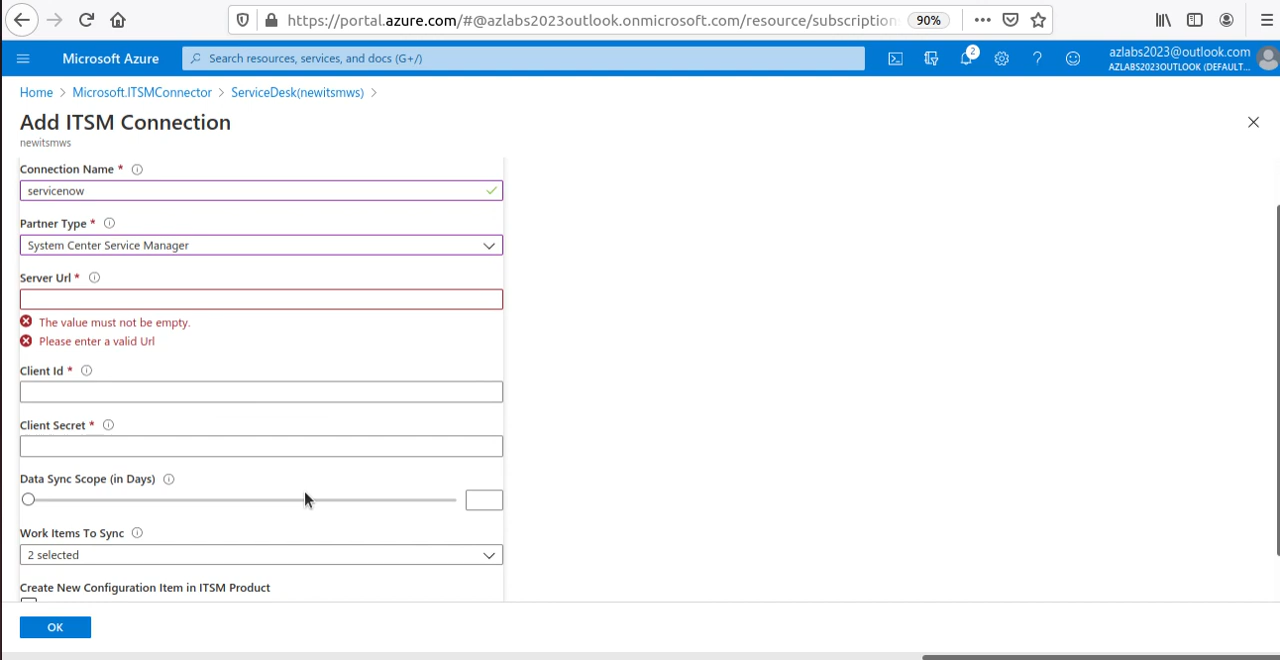 https://portal.azure.com/#@azlabs2023outlook.onmicrosoft.com/resource/subscription 90%
Microsoft Azure
Search resources, services, and docs (G+/)
2
azlabs2023@outlook.com
AZLABS2023OUTLOOK (DEFAULT...
Home > Microsoft.ITSMConnector > ServiceDesk(newitsmws) >
Add ITSM Connection
newitsmws
Connection Name *
servicenow
Partner Type *
System Center Service Manager
Server Url *
The value must not be empty.
Please enter a valid Url
Client Id *
Client Secret *
Data Sync Scope (in Days)
Work Items To Sync
2 selected
Create New Configuration Item in ITSM Product
OK